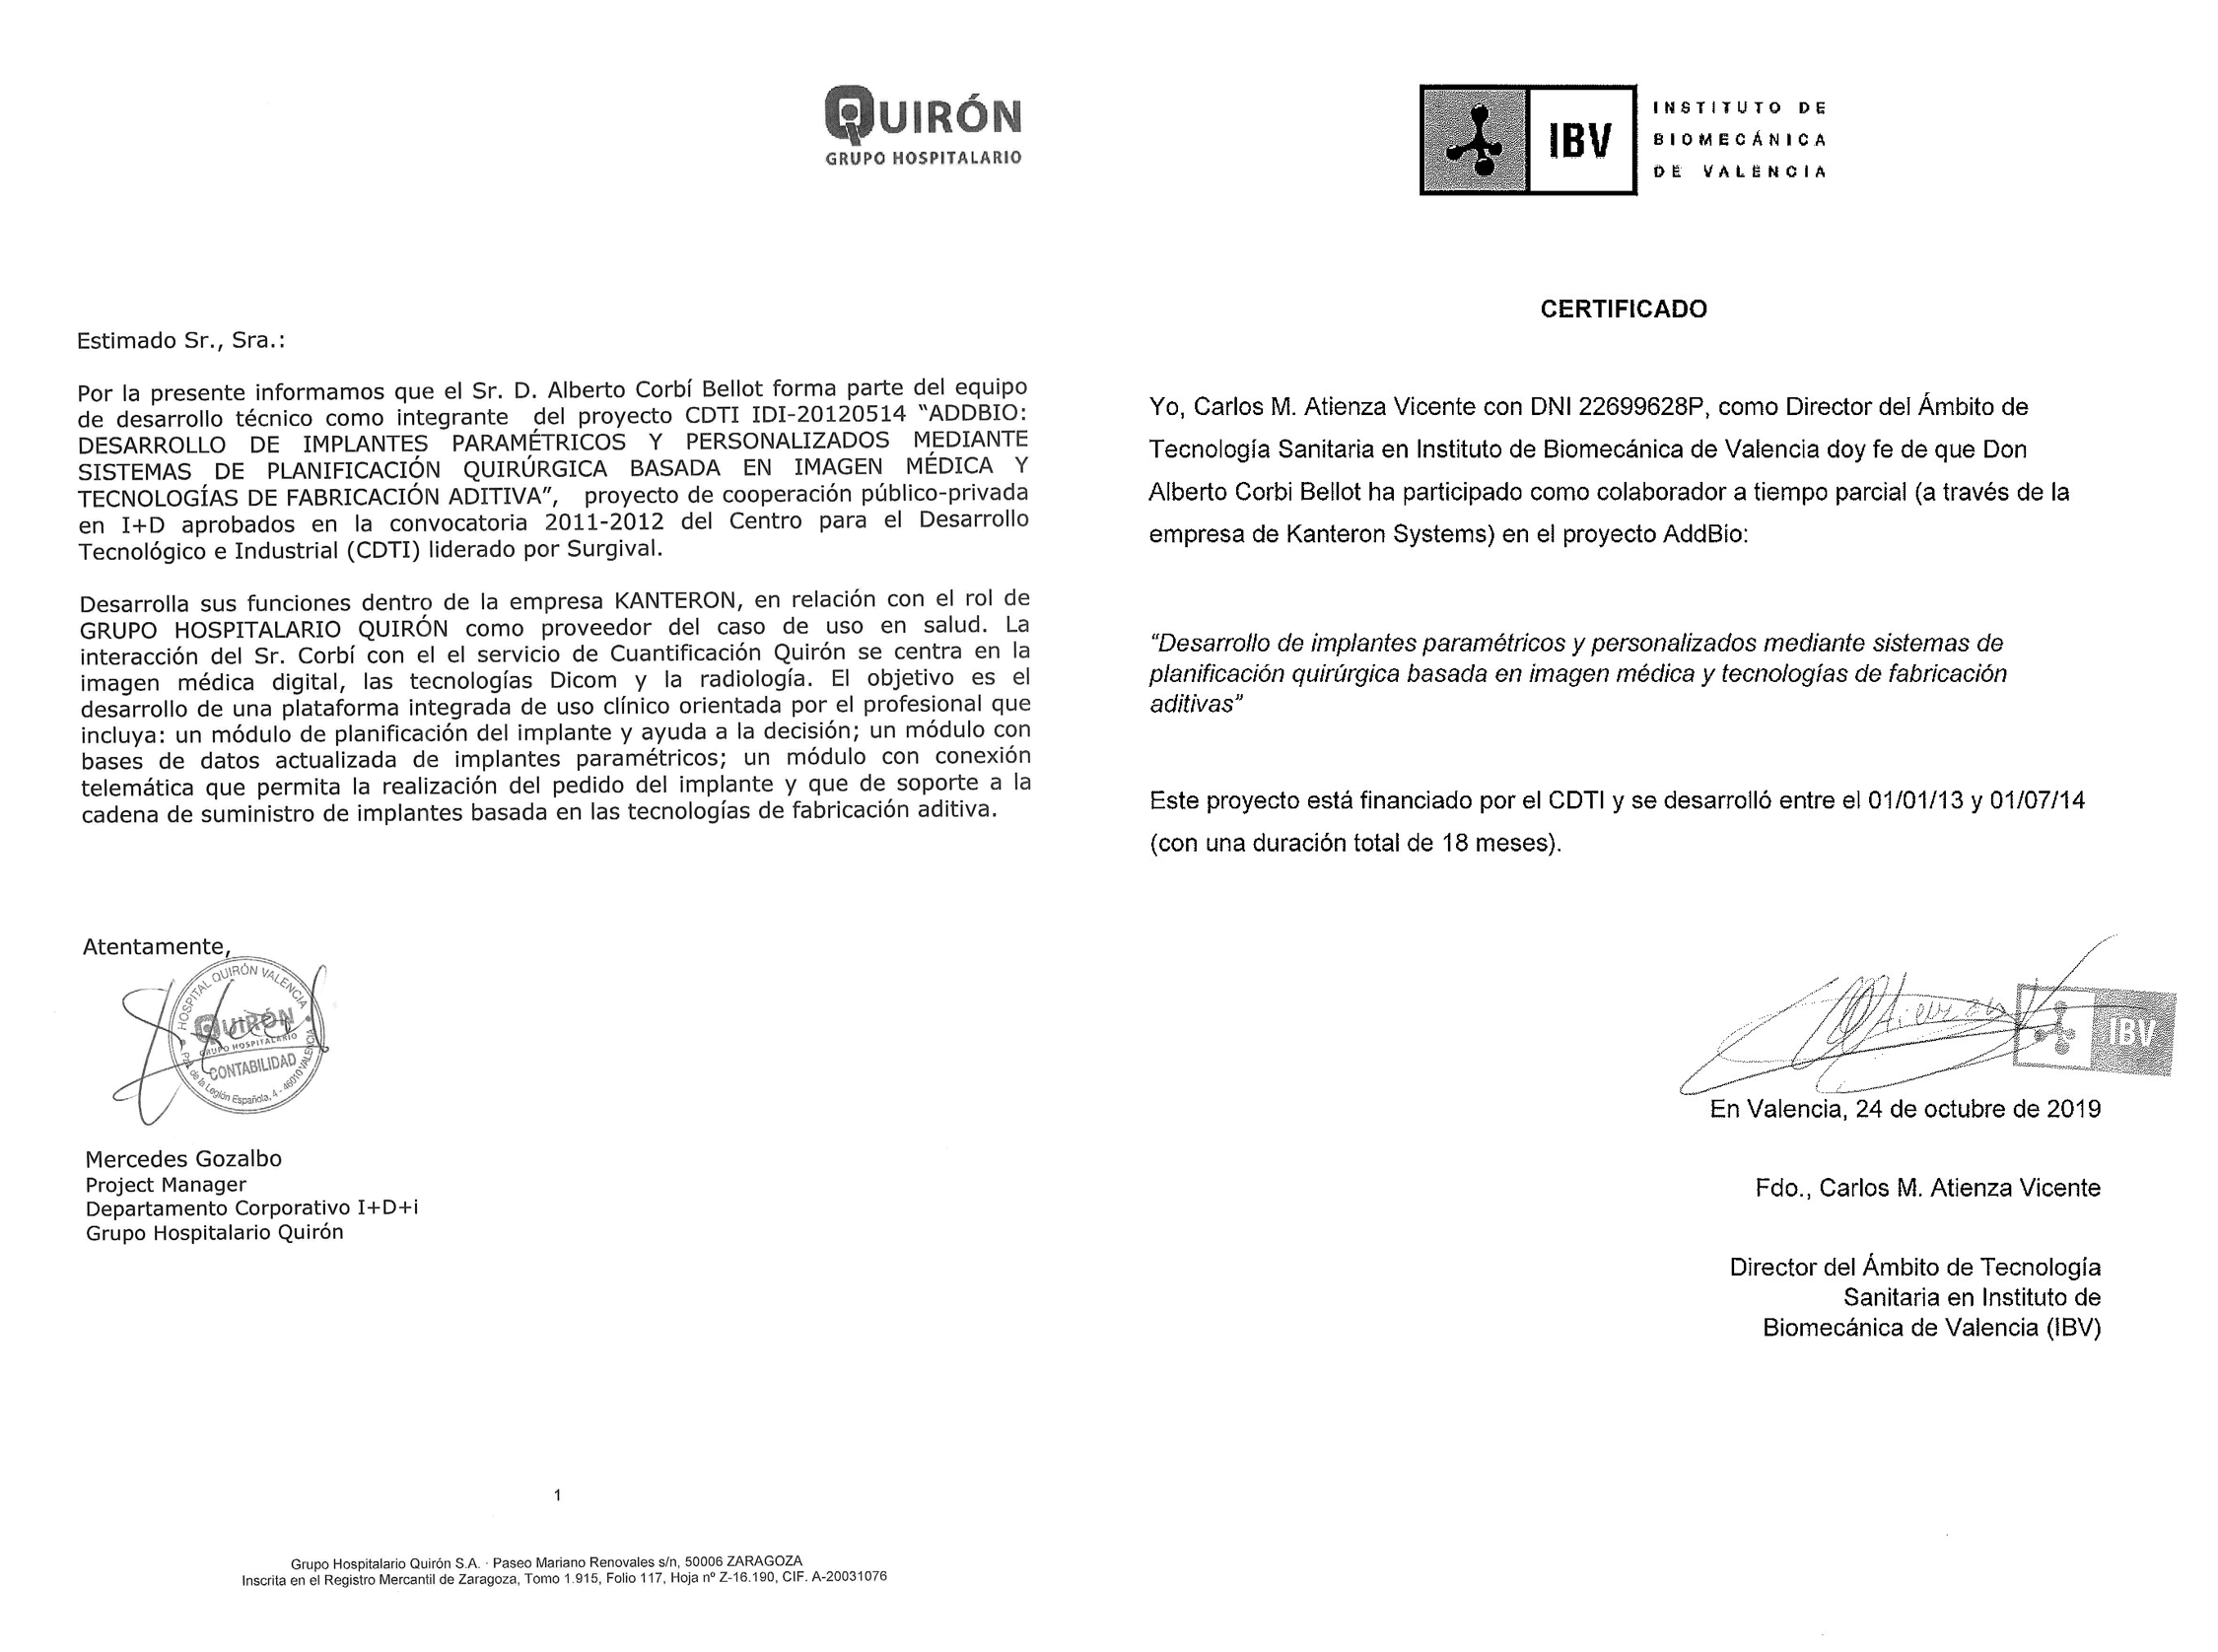 QUIRÓN
GRUPO HOSPITALARIO
Estimado Sr., Sra.:
Por la presente informamos que el Sr. D. Alberto Corbí Bellot forma parte del equipo
de desarrollo técnico como integrante del proyecto CDTI IDI-20120514 “ADDBIO:
DESARROLLO DE IMPLANTES PARAMÉTRICOS Y PERSONALIZADOS MEDIANTE
SISTEMAS DE PLANIFICACIÓN QUIRÚRGICA BASADA EN IMAGEN MÉDICA Y
TECNOLOGÍAS DE FABRICACIÓN ADITIVA”, proyecto de cooperación público-privada
en I+D aprobados en la convocatoria 2011-2012 del Centro para el Desarrollo
Tecnológico e Industrial (CDTI) liderado por Surgival.
Desarrolla sus funciones dentro de la empresa KANTERON, en relación con el rol de
GRUPO HOSPITALARIO QUIRÓN como proveedor del caso de uso en salud. La
interacción del Sr. Corbí con el el servicio de Cuantificación Quirón se centra en la
imagen médica digital, las tecnologías Dicom y la radiología. El objetivo es el
desarrollo de una plataforma integrada de uso clínico orientada por el profesional que
incluya: un módulo de planificación del implante y ayuda a la decisión; un módulo con
bases de datos actualizada de implantes paramétricos; un módulo con conexión
telemática que permita la realización del pedido del implante y que de soporte a la
cadena de suministro de implantes basada en las tecnologías de fabricación aditiva.
Atentamente,
HOSPITAL QUIRÓN VALENCIA
QUIRÓN
GRUPO HOSPITALARIO
CONTABILIDAD
de la Legión Española, 4 - 46010 VALENCIA
Mercedes Gozalbo
Project Manager
Departamento Corporativo I+D+i
Grupo Hospitalario Quirón
1
Grupo Hospitalario Quirón S.A. · Paseo Mariano Renovales s/n, 50006 ZARAGOZA
Inscrita en el Registro Mercantil de Zaragoza, Tomo 1.915, Folio 117, Hoja nº Z-16.190, CIF. A-20031076
IBV
INSTITUTO DE
BIOMECÁNICA
DE VALENCIA
CERTIFICADO
Yo, Carlos M. Atienza Vicente con DNI 22699628P, como Director del Ámbito de
Tecnología Sanitaria en Instituto de Biomecánica de Valencia doy fe de que Don
Alberto Corbi Bellot ha participado como colaborador a tiempo parcial (a través de la
empresa de Kanteron Systems) en el proyecto AddBio:
“Desarrollo de implantes paramétricos y personalizados mediante sistemas de
planificación quirúrgica basada en imagen médica y tecnologías de fabricación
aditivas”
Este proyecto está financiado por el CDTI y se desarrolló entre el 01/01/13 y 01/07/14
(con una duración total de 18 meses).
IBV
En Valencia, 24 de octubre de 2019
Fdo., Carlos M. Atienza Vicente
Director del Ámbito de Tecnología
Sanitaria en Instituto de
Biomecánica de Valencia (IBV)